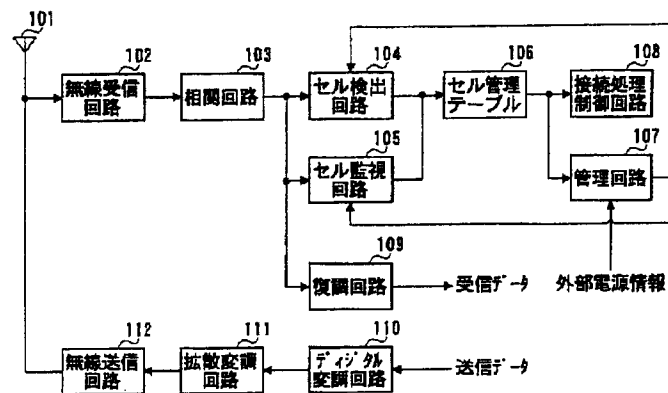 101
102
103
104
106
108
無線受信
回路
相関回路
セル検出
回路
セル管理
テーブル
接続処理
制御回路
105
107
セル監視
回路
管理回路
109
復調回路
受信データ
外部電源情報
112
111
110
無線送信
回路
拡散変調
回路
ディジタル
変調回路
送信データ